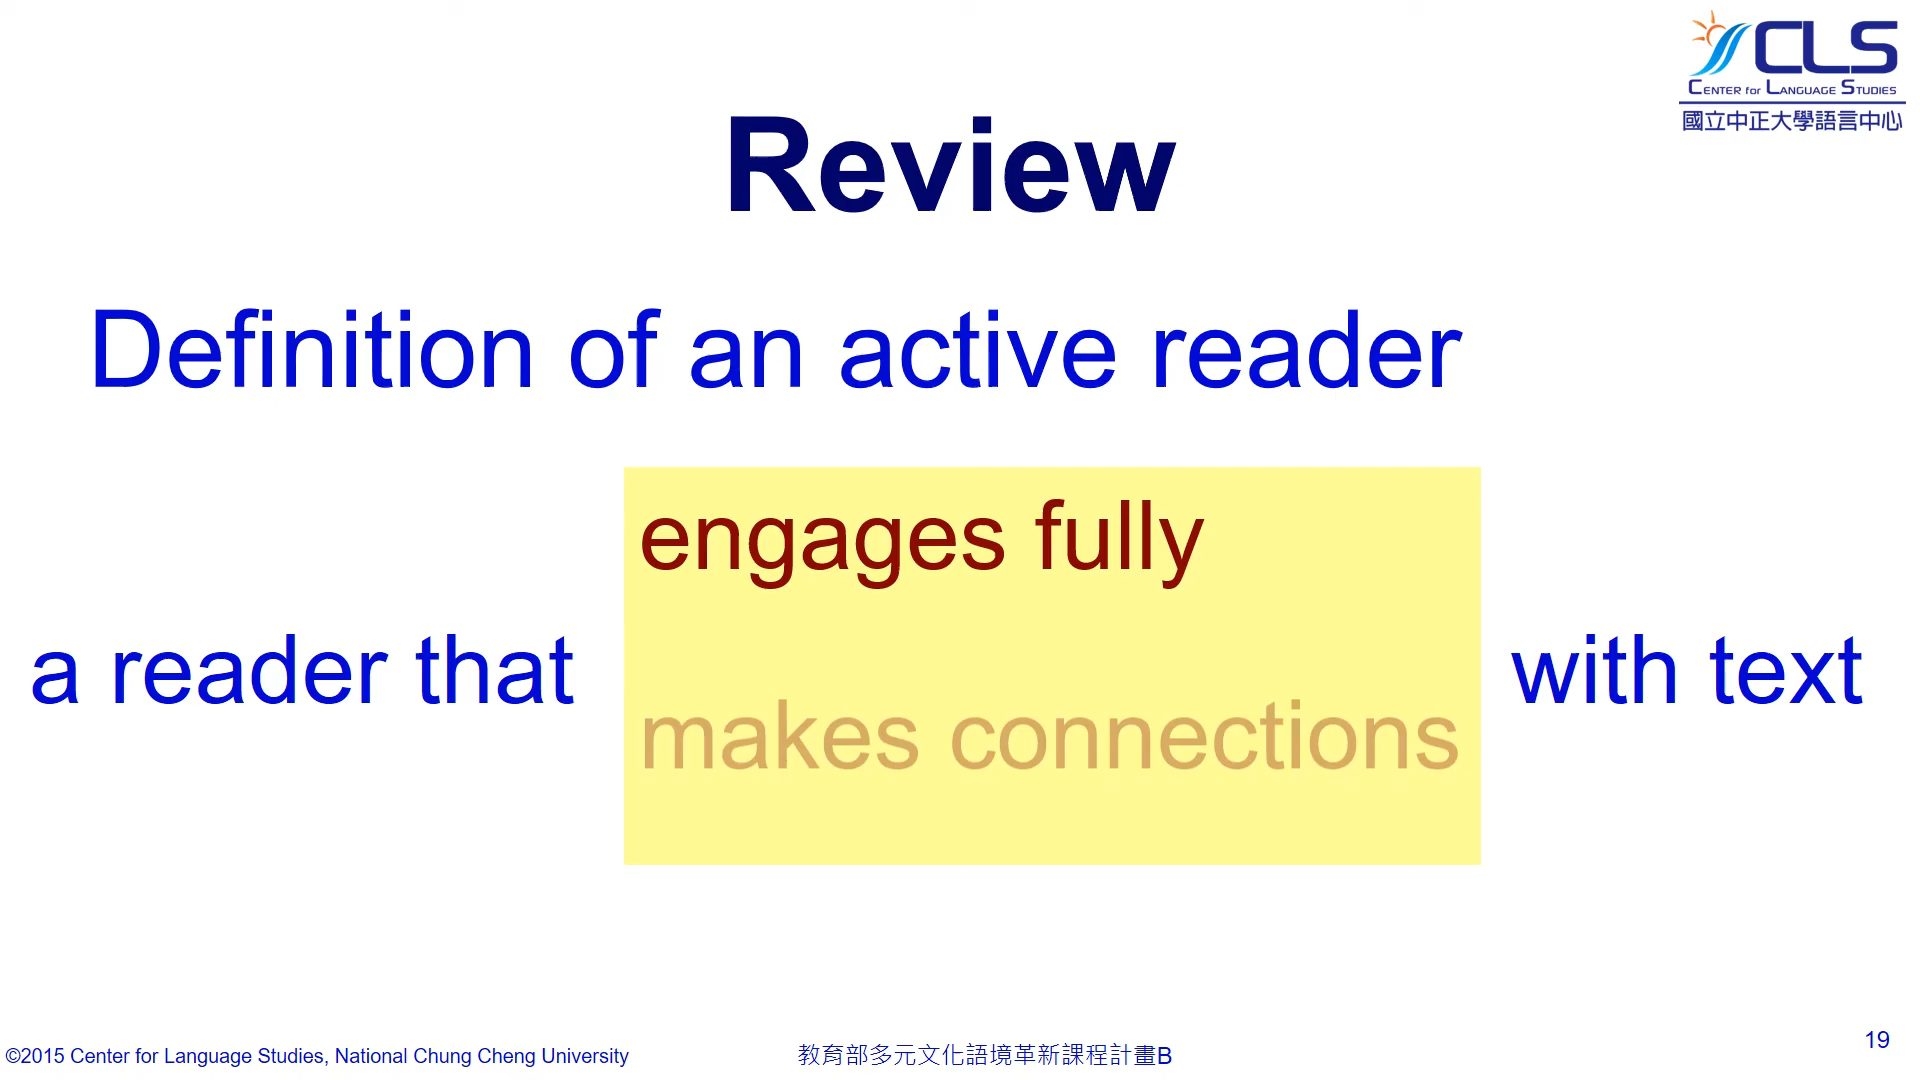 CLS
CENTER for LANGUAGE STUDIES
國立中正大學語言中心
Review
Definition of an active reader
engages fully
a reader that
with text
makes connections
©2015 Center for Language Studies, National Chung Cheng University
教育部多元文化語境革新課程計畫B
19